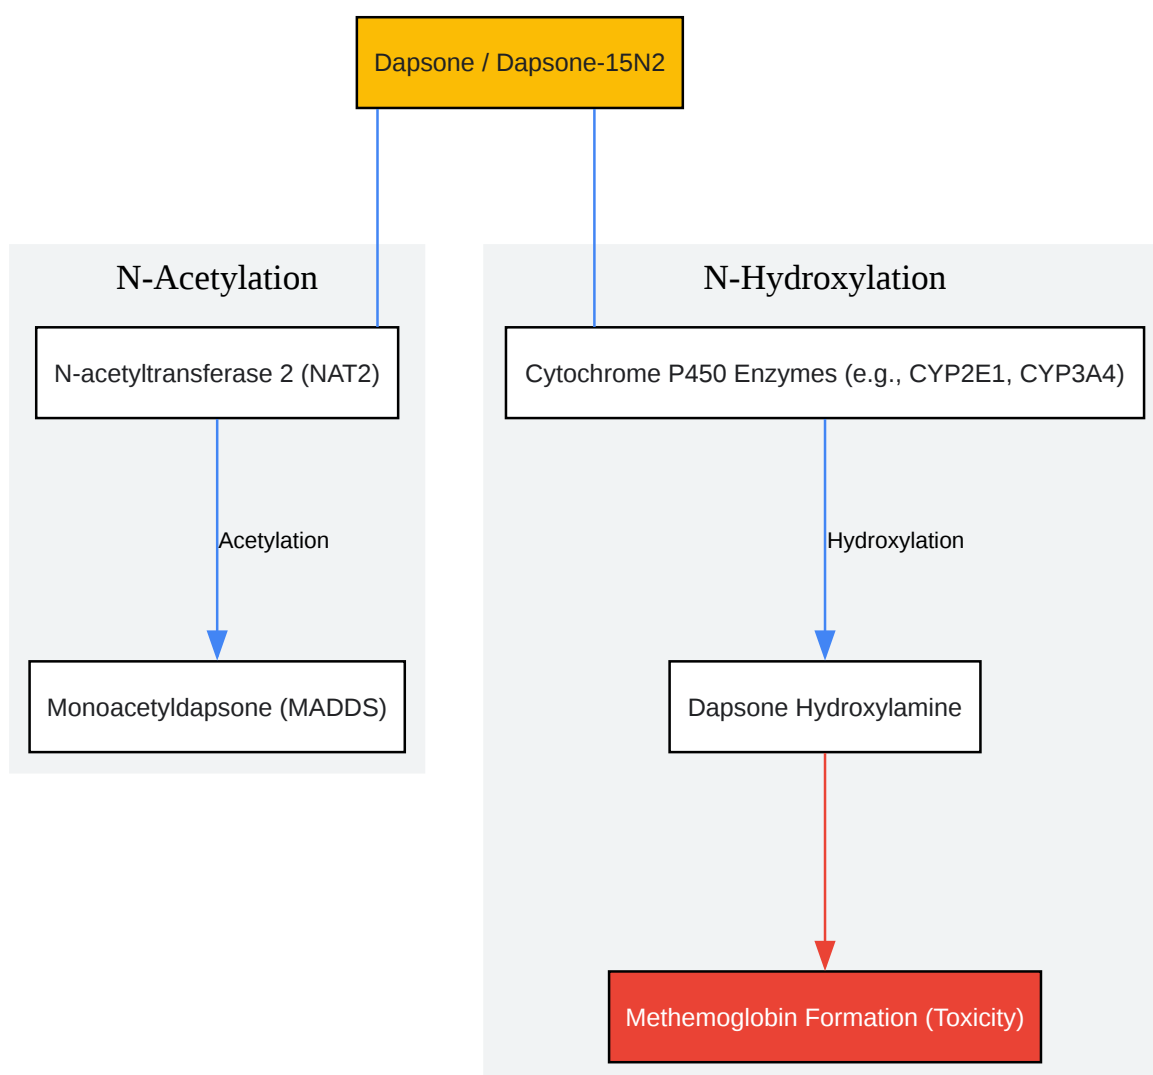 Dapsone / Dapsone-15N2
N-Acetylation
N-acetyltransferase 2 (NAT2)
Acetylation
Monoacetyldapsone (MADDS)
N-Hydroxylation
Cytochrome P450 Enzymes (e.g., CYP2E1, CYP3A4)
Hydroxylation
Dapsone Hydroxylamine
Methemoglobin Formation (Toxicity)